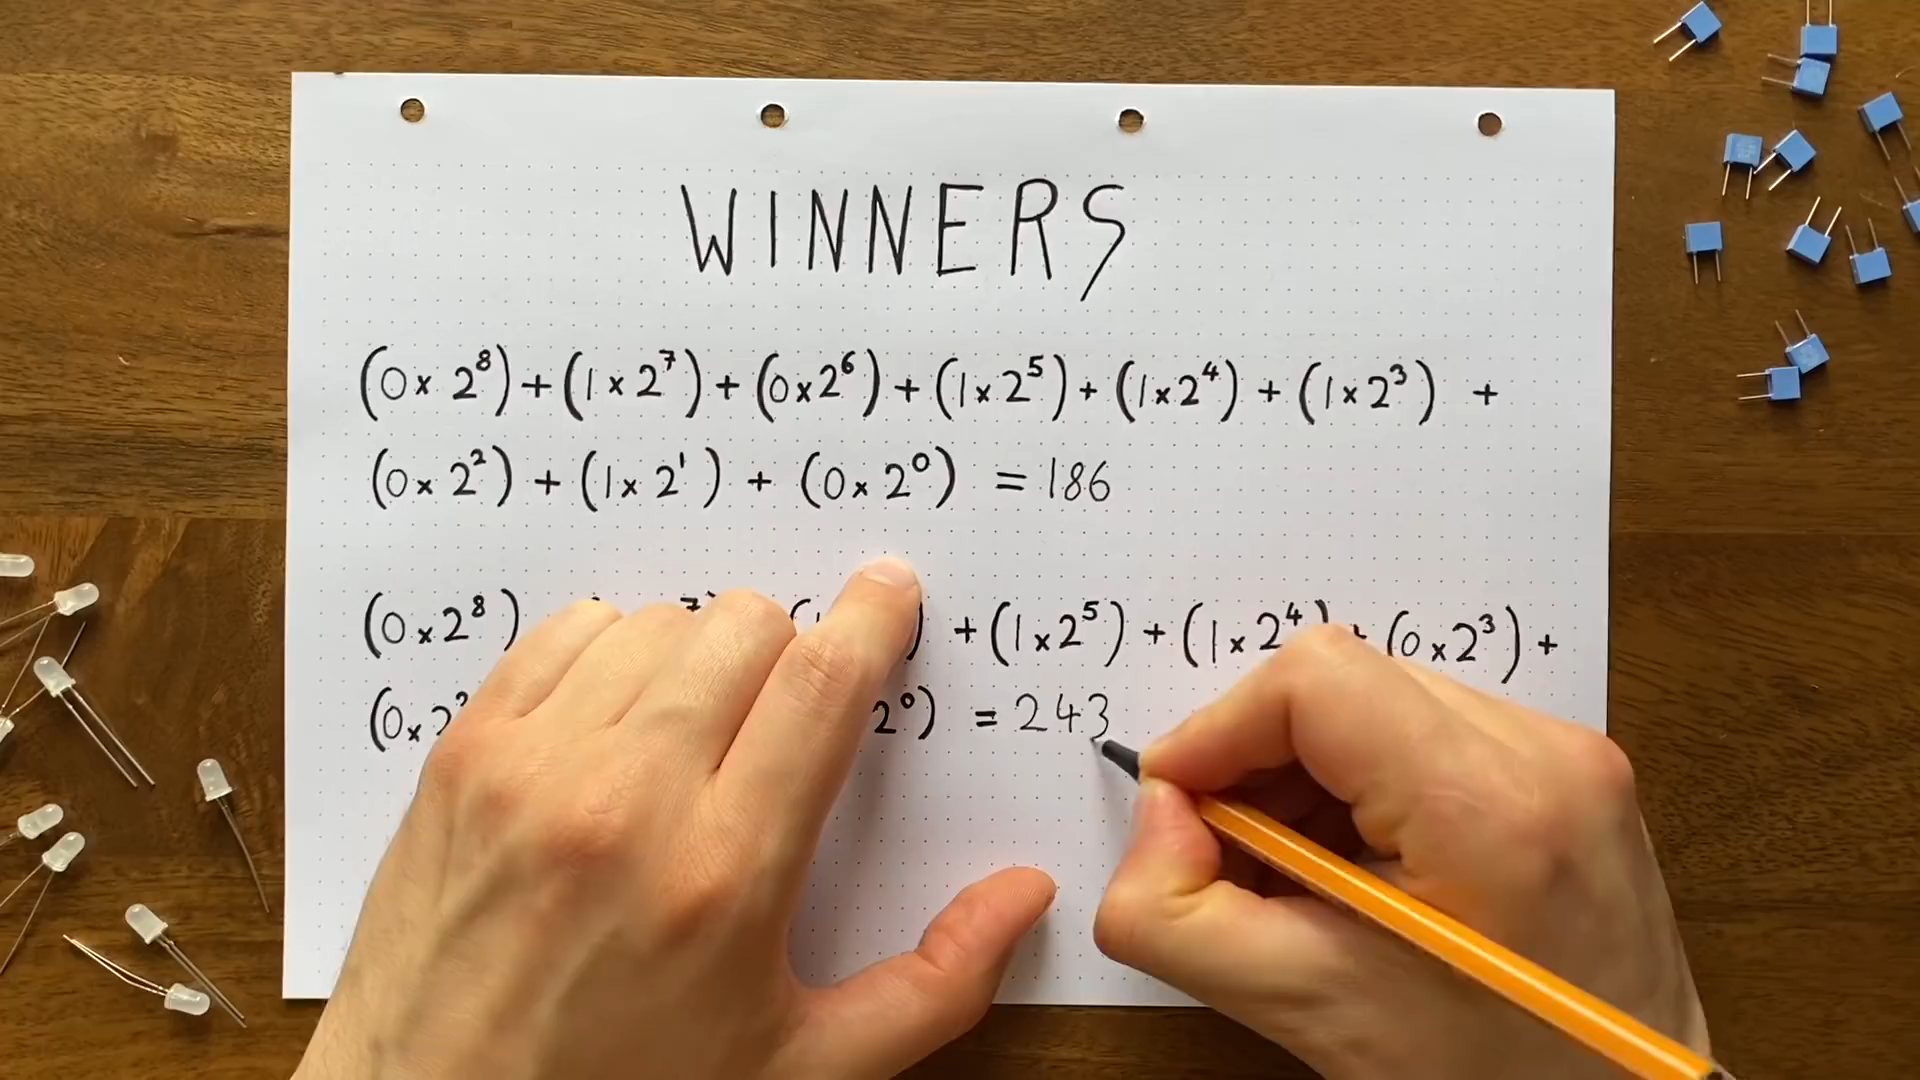 WINNERS
(0 × 2⁸) + (1 × 2⁷) + (0 × 2⁶) + (1 × 2⁵) + (1 × 2⁴) + (1 × 2³) +
(0 × 2²) + (1 × 2¹) + (0 × 2⁰) = 186
(0 × 2⁸) + (1 × 2⁵) + (1 × 2⁴) + (0 × 2³) +
(0 × 2⁰) = 243